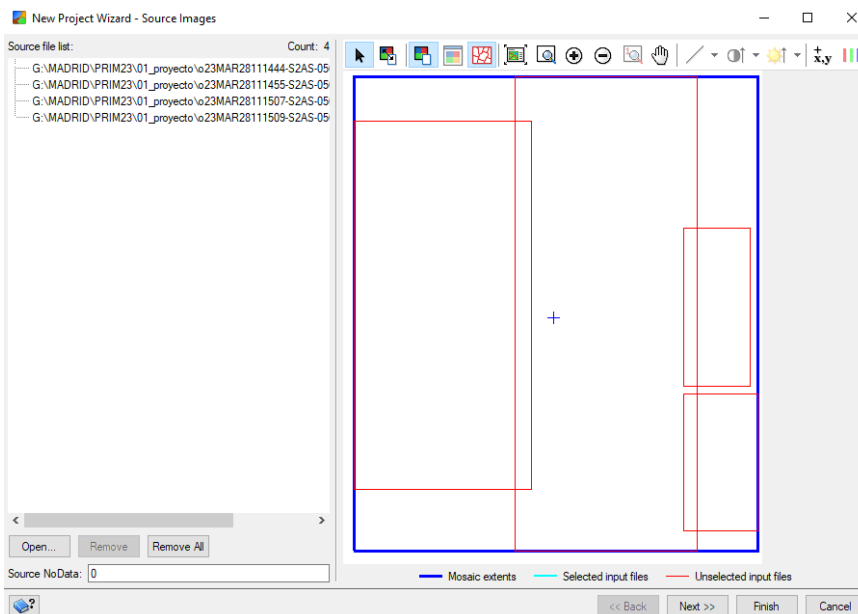 New Project Wizard - Source Images
Source file list: Count: 4
G:\MADRID\PRIM23\01_proyecto\o23MAR28111444-S2AS-05
G:\MADRID\PRIM23\01_proyecto\o23MAR28111455-S2AS-05
G:\MADRID\PRIM23\01_proyecto\o23MAR28111507-S2AS-05
G:\MADRID\PRIM23\01_proyecto\o23MAR28111509-S2AS-05
x,y
Open... Remove Remove All
Source NoData: 0
Mosaic extents Selected input files Unselected input files
<< Back Next >> Finish Cancel